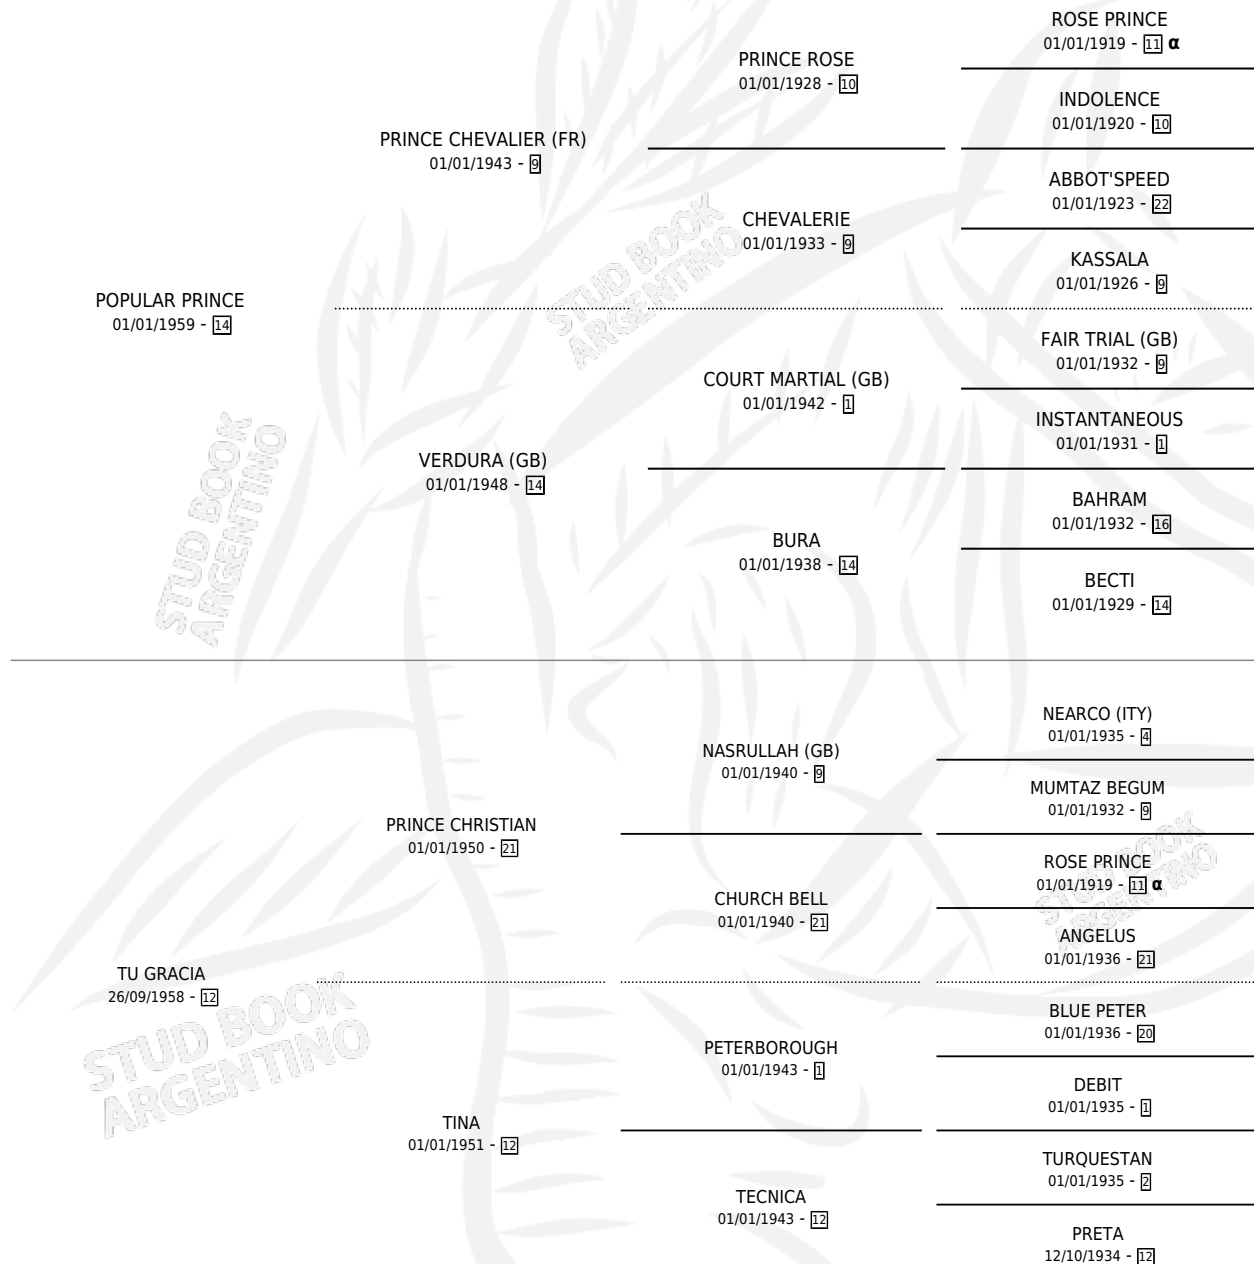 ROSE PRINCE
01/01/1919 - 11 α
PRINCE ROSE
01/01/1928 - 10
INDOLENCE
01/01/1920 - 10
PRINCE CHEVALIER (FR)
01/01/1943 - 9
ABBOT'SPEED
01/01/1923 - 22
CHEVALERIE
01/01/1933 - 9
KASSALA
01/01/1926 - 9
POPULAR PRINCE
01/01/1959 - 14
FAIR TRIAL (GB)
01/01/1932 - 9
COURT MARTIAL (GB)
01/01/1942 - 1
INSTANTANEOUS
01/01/1931 - 1
VERDURA (GB)
01/01/1948 - 14
BAHRAM
01/01/1932 - 16
BURA
01/01/1938 - 14
BECTI
01/01/1929 - 14
NEARCO (ITY)
01/01/1935 - 4
NASRULLAH (GB)
01/01/1940 - 9
MUMTAZ BEGUM
01/01/1932 - 9
PRINCE CHRISTIAN
01/01/1950 - 21
ROSE PRINCE
01/01/1919 - 11 α
CHURCH BELL
01/01/1940 - 21
ANGELUS
01/01/1936 - 21
TU GRACIA
26/09/1958 - 12
BLUE PETER
01/01/1936 - 20
PETERBOROUGH
01/01/1943 - 1
DEBIT
01/01/1935 - 1
TINA
01/01/1951 - 12
TURQUESTAN
01/01/1935 - 2
TECNICA
01/01/1943 - 12
PRETA
12/10/1934 - 12
STUD BOOK
ARGENTINO
STUD BOOK
ARGENTINO
STUD BOOK
ARGENTINO
STUD BOOK
ARGENTINO